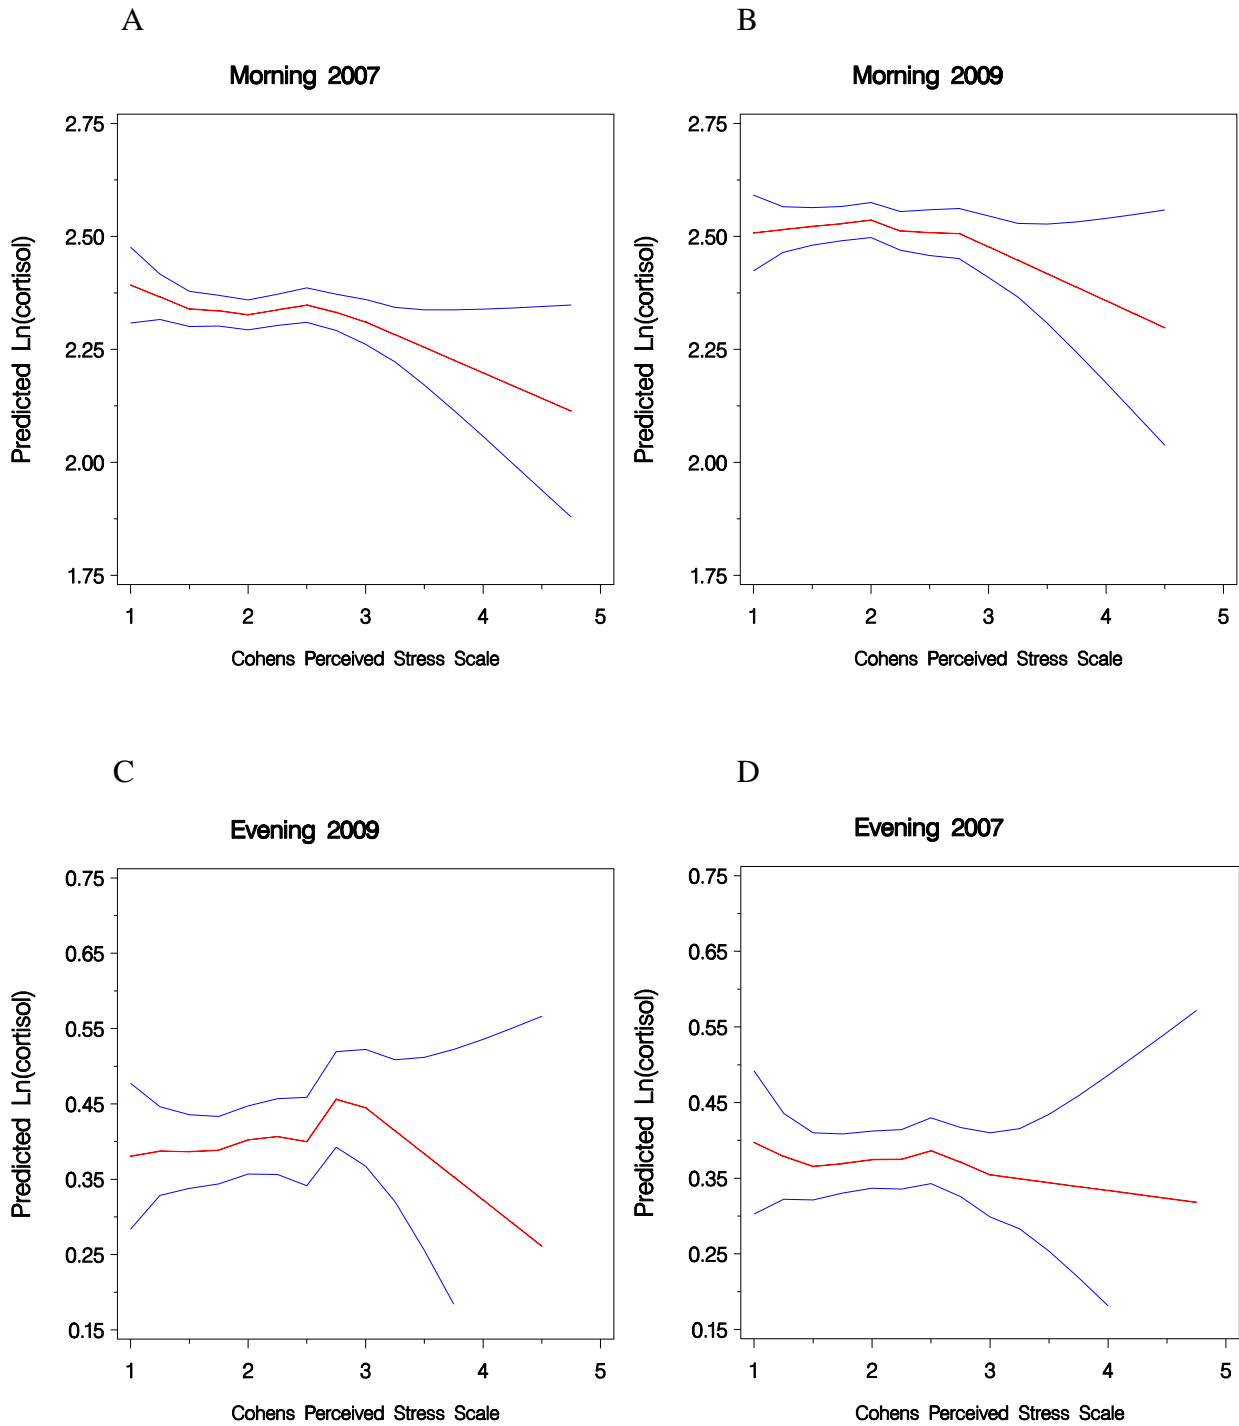 A
Morning 2007
2.75
2.50
2.25
2.00
1.75
Predicted Ln(cortisol)
1 2 3 4 5
Cohens Perceived Stress Scale
B
Morning 2009
2.75
2.50
2.25
2.00
1.75
Predicted Ln(cortisol)
1 2 3 4 5
Cohens Perceived Stress Scale
C
Evening 2009
0.75
0.65
0.55
0.45
0.35
0.25
0.15
Predicted Ln(cortisol)
1 2 3 4 5
Cohens Perceived Stress Scale
D
Evening 2007
0.75
0.65
0.55
0.45
0.35
0.25
0.15
Predicted Ln(cortisol)
1 2 3 4 5
Cohens Perceived Stress Scale